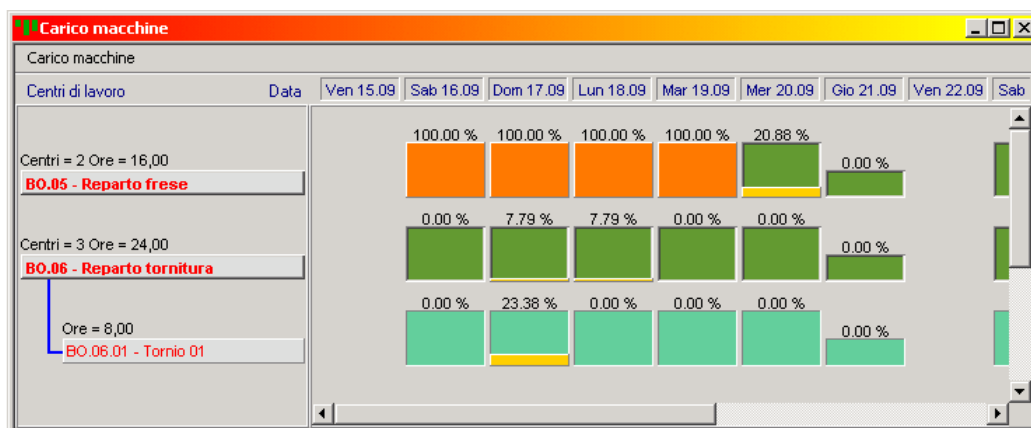 Carico macchine
Carico macchine
Centri di lavoro Data Ven 15.09 Sab 16.09 Dom 17.09 Lun 18.09 Mar 19.09 Mer 20.09 Gio 21.09 Ven 22.09 Sab
100.00 % 100.00 % 100.00 % 100.00 % 20.88 %
Centri = 2 Ore = 16,00 0.00 %
BO.05 - Reparto frese
0.00 % 7.79 % 7.79 % 0.00 % 0.00 %
Centri = 3 Ore = 24,00 0.00 %
BO.06 - Reparto tornitura
0.00 % 23.38 % 0.00 % 0.00 % 0.00 %
Ore = 8,00 0.00 %
BO.06.01 - Tornio 01